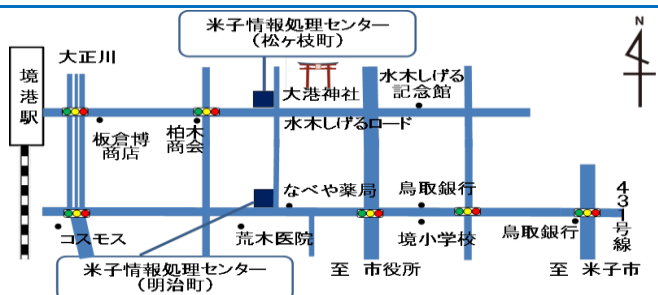 米子情報処理センター
（松ヶ枝町）
N
大正川
境港駅
大港神社
水木しげる
記念館
板倉博
商店
柏木
商会
水木しげるロード
なべや薬局
鳥取銀行
431号線
コスモス
荒木医院
境小学校
鳥取銀行
米子情報処理センター
（明治町）
至 市役所
至 米子市